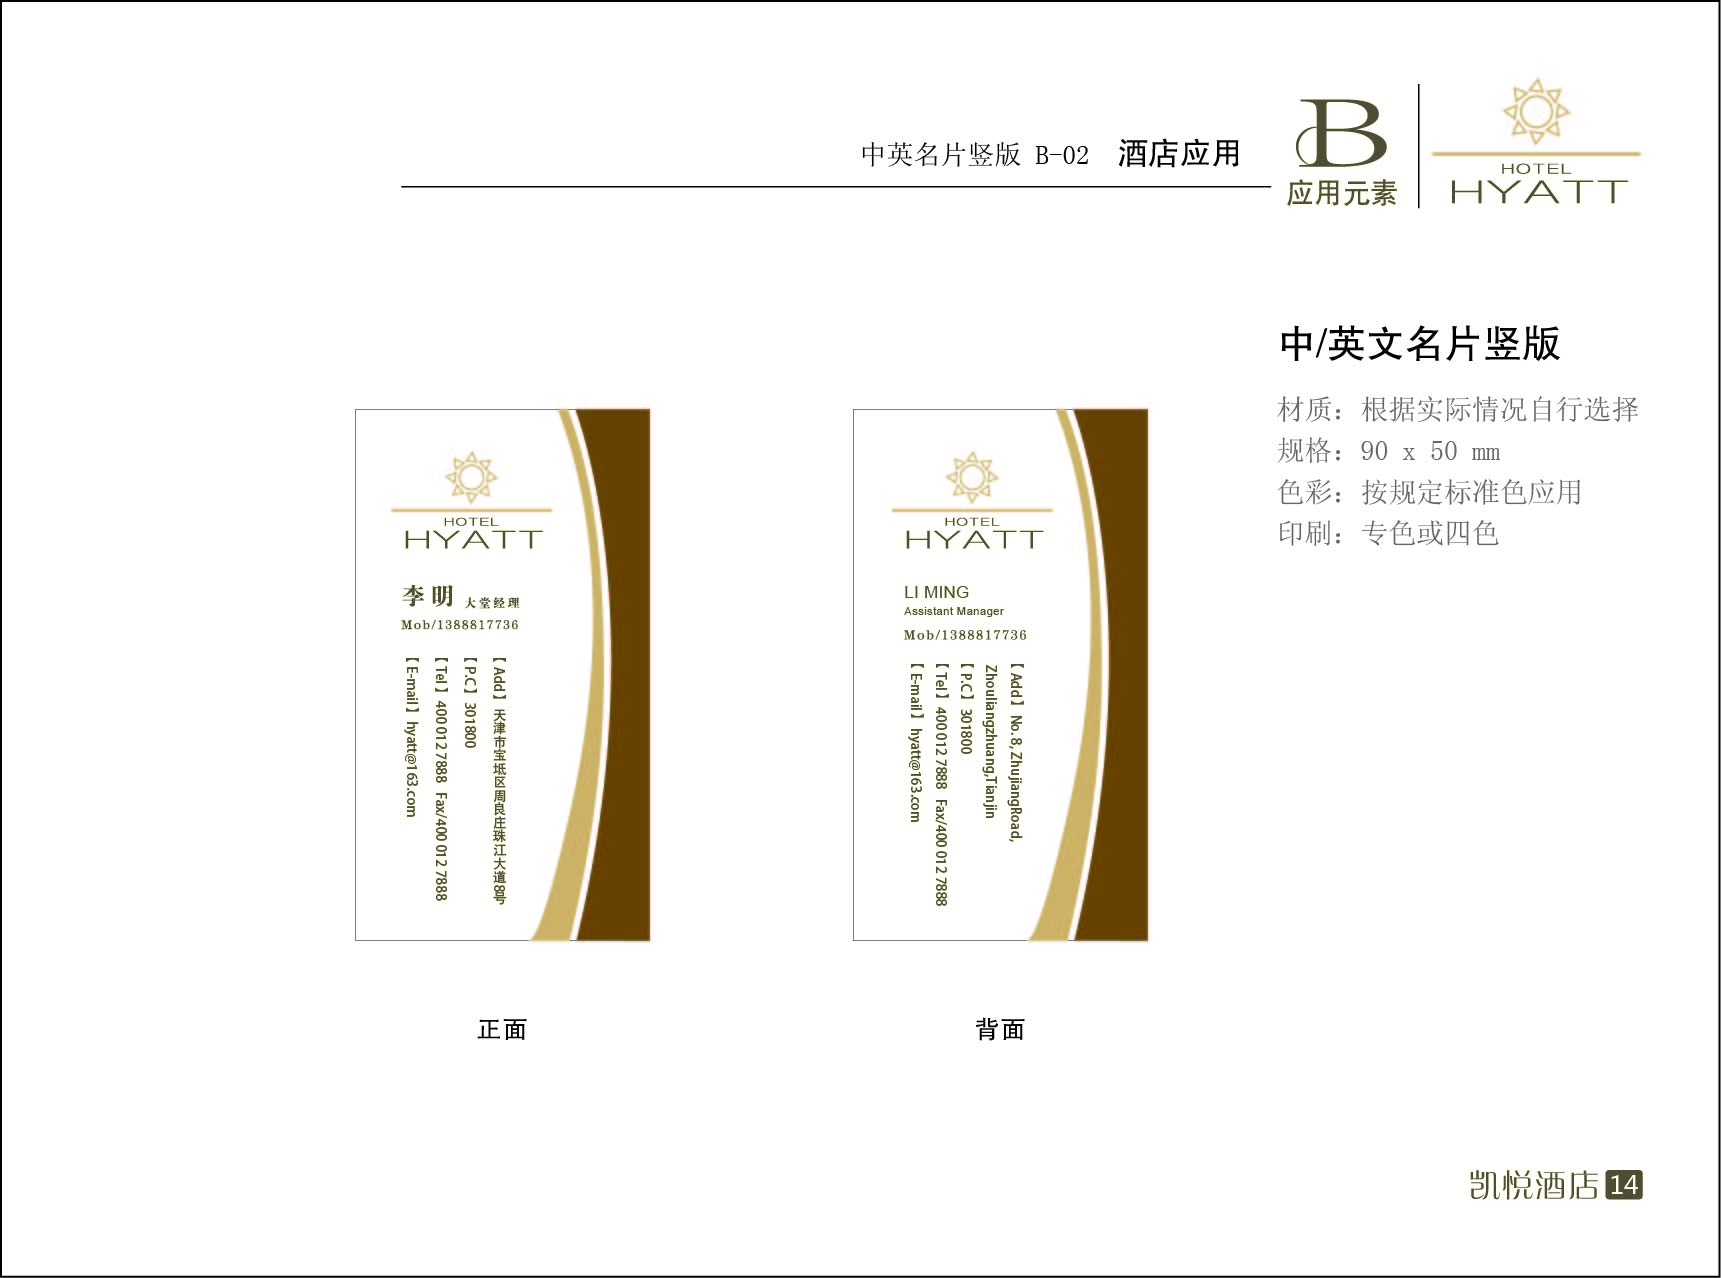 中英名片竖版 B-02 酒店应用
B
应用元素
HOTEL
HYATT
中/英文名片竖版
材质：根据实际情况自行选择
规格：90 x 50 mm
色彩：按规定标准色应用
印刷：专色或四色
HOTEL
HYATT
李明 大堂经理
Mob/1388817736
【Add】天津市宝坻区周良庄珠江大道8号
【P.C】301800
【Tel】400 012 7888 Fax/400 012 7888
【E-mail】hyatt@163.com
正面
HOTEL
HYATT
LI MING
Assistant Manager
Mob/1388817736
【Add】No. 8, ZhujiangRoad,
Zhouliangzhuang,Tianjin
【P.C】301800
【Tel】400 012 7888 Fax/400 012 7888
【E-mail】hyatt@163.com
背面
凯悦酒店 14